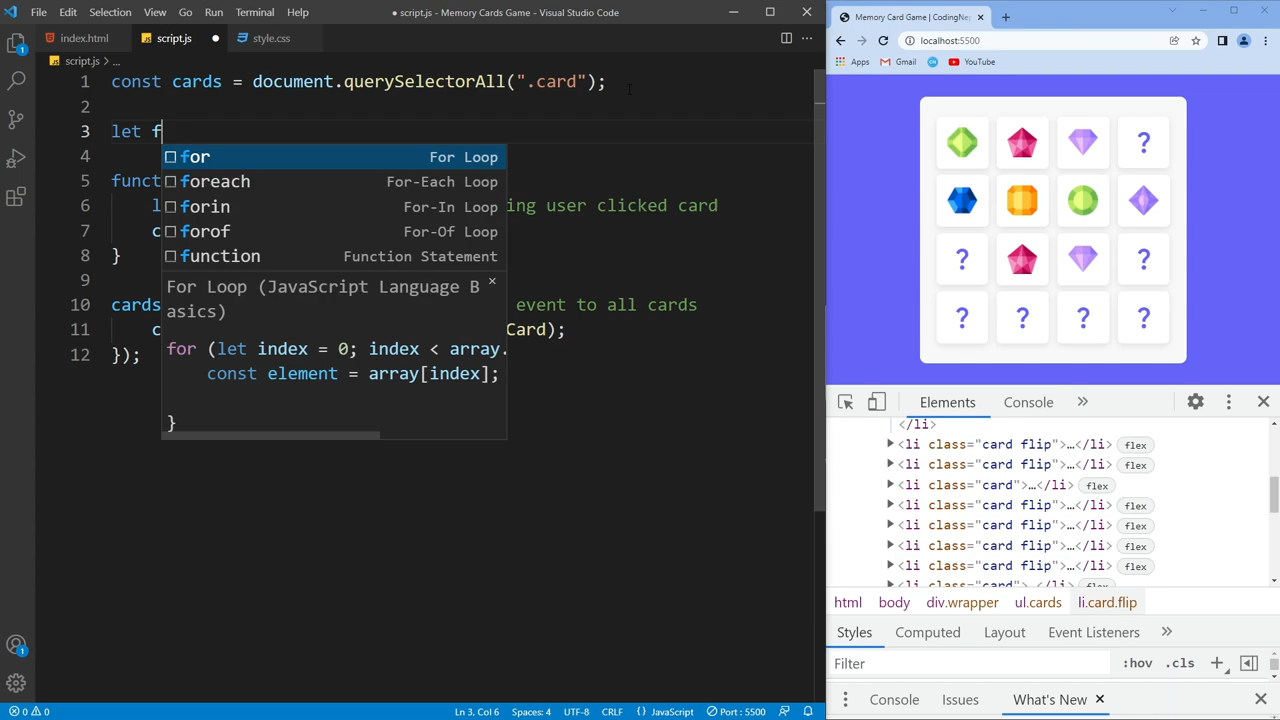 File Edit Selection View Go Run Terminal Help ● script.js - Memory Cards Game - Visual Studio Code
index.html script.js style.css
script.js > ...
1 const cards = document.querySelectorAll(".card");
2
3 let f
4
5 funct
6 l ing user clicked card
7 c
8 }
9
10 cards event to all cards
11 c Card);
12 });
for For Loop
foreach For-Each Loop
forin For-In Loop
forof For-Of Loop
function Function Statement
For Loop (JavaScript Language B
asics)
for (let index = 0; index < array.
const element = array[index];
}
0 0 Ln 3, Col 6 Spaces: 4 UTF-8 CRLF {} JavaScript Port : 5500
Memory Card Game | CodingNep
localhost:5500
Apps Gmail YouTube
?
? ?
? ? ? ?
Elements Console
</li>
<li class="card flip">…</li> flex
<li class="card flip">…</li> flex
<li class="card">…</li> flex
<li class="card flip">…</li> flex
<li class="card flip">…</li> flex
<li class="card flip">…</li> flex
<li class="card flip">…</li> flex
<li class="card"> </li> flex
html body div.wrapper ul.cards li.card.flip
Styles Computed Layout Event Listeners
Filter :hov .cls
Console Issues What's New